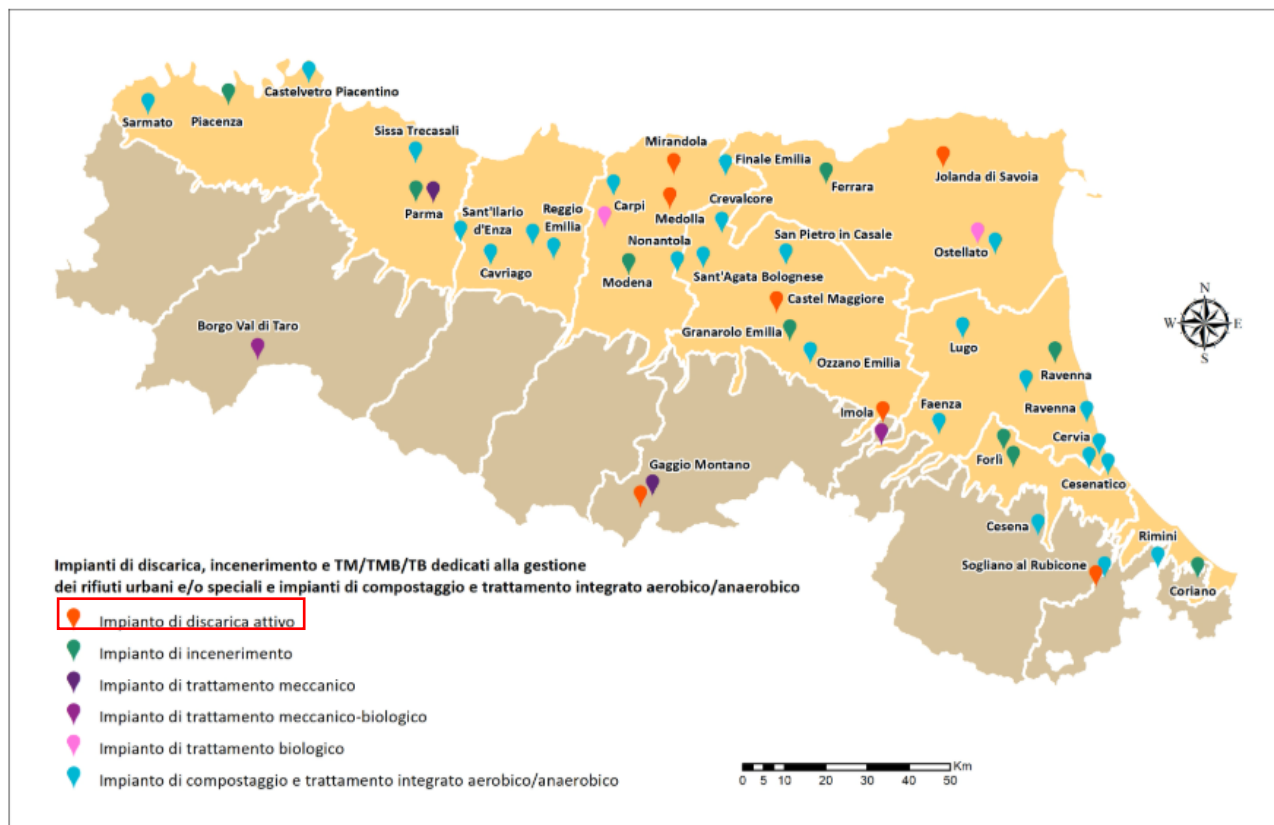 Castelvetro Piacentino
Sarmato
Piacenza
Sissa Trecasali
Mirandola
Finale Emilia
Ferrara
Jolanda di Savoia
Parma
Sant'Ilario
d'Enza
Reggio
Emilia
Carpi
Medolla
Crevalcore
Cavriago
Nonantola
San Pietro in Casale
Ostellato
Modena
Sant'Agata Bolognese
Castel Maggiore
N
W
E
S
Borgo Val di Taro
Granarolo Emilia
Ozzano Emilia
Lugo
Ravenna
Imola
Faenza
Ravenna
Cervia
Forlì
Gaggio Montano
Cesenatico
Cesena
Rimini
Sogliano al Rubicone
Coriano
Impianti di discarica, incenerimento e TM/TMB/TB dedicati alla gestione
dei rifiuti urbani e/o speciali e impianti di compostaggio e trattamento integrato aerobico/anaerobico
Impianto di discarica attivo
Impianto di incenerimento
Impianto di trattamento meccanico
Impianto di trattamento meccanico-biologico
Impianto di trattamento biologico
Impianto di compostaggio e trattamento integrato aerobico/anaerobico
Km
0 5 10 20 30 40 50